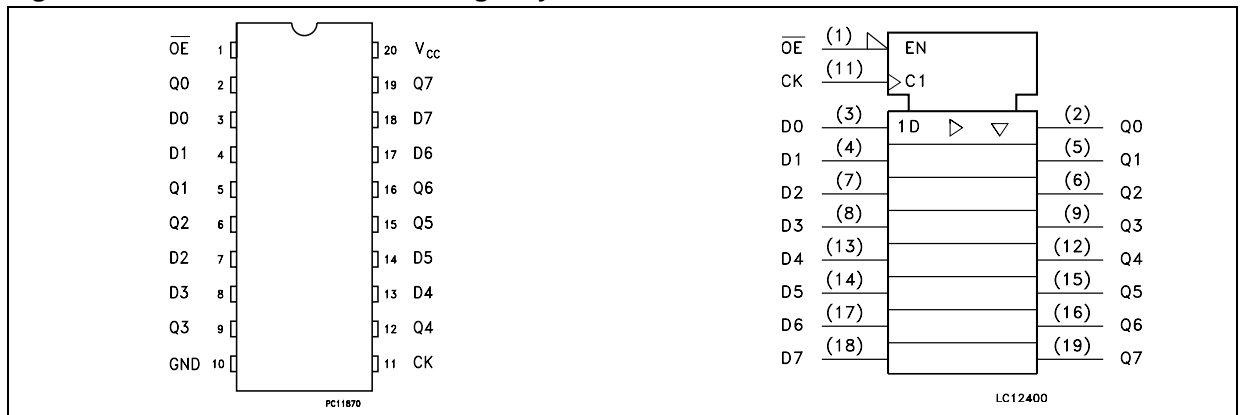 OE 1 20 VCC
Q0 2 19 Q7
D0 3 18 D7
D1 4 17 D6
Q1 5 16 Q6
Q2 6 15 Q5
D2 7 14 D5
D3 8 13 D4
Q3 9 12 Q4
GND 10 11 CK
PC11870
OE (1) EN
CK (11) C1
D0 (3) 1D (2) Q0
D1 (4) (5) Q1
D2 (7) (6) Q2
D3 (8) (9) Q3
D4 (13) (12) Q4
D5 (14) (15) Q5
D6 (17) (16) Q6
D7 (18) (19) Q7
LC12400